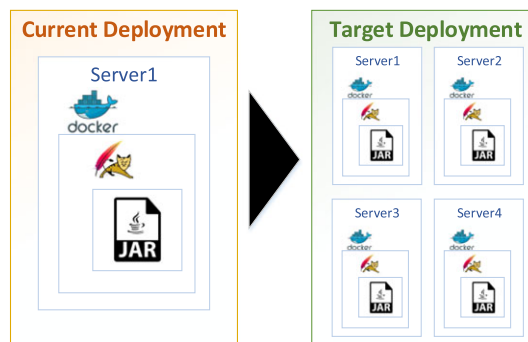 Current Deployment
Server1
docker
JAR
Target Deployment
Server1
Server2
docker
docker
JAR
JAR
Server3
Server4
docker
docker
JAR
JAR